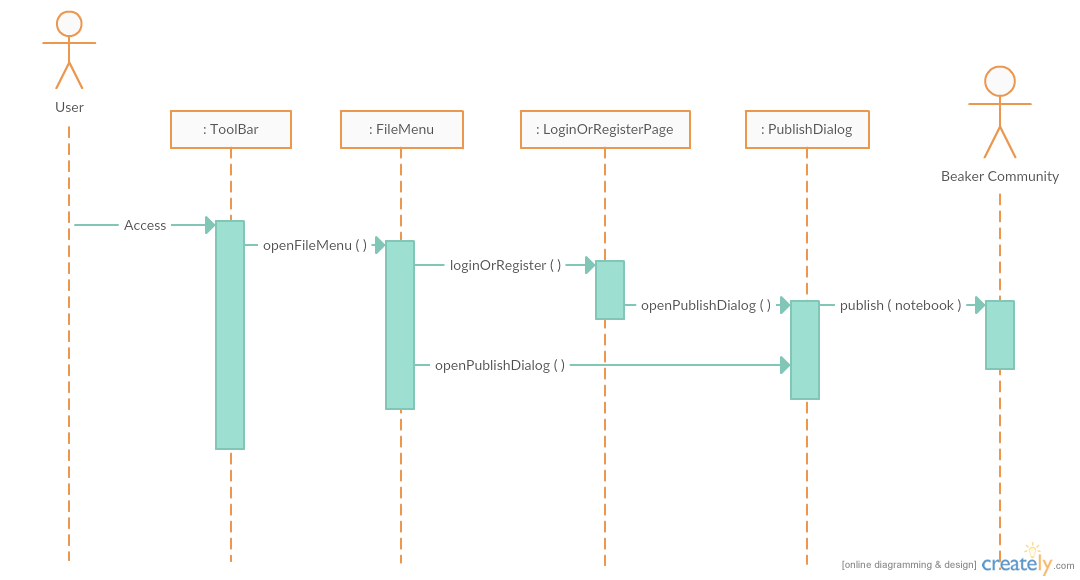 User
: ToolBar
: FileMenu
: LoginOrRegisterPage
: PublishDialog
Beaker Community
Access
openFileMenu ( )
loginOrRegister ( )
openPublishDialog ( )
publish ( notebook )
openPublishDialog ( )
[online diagramming & design] creately.com